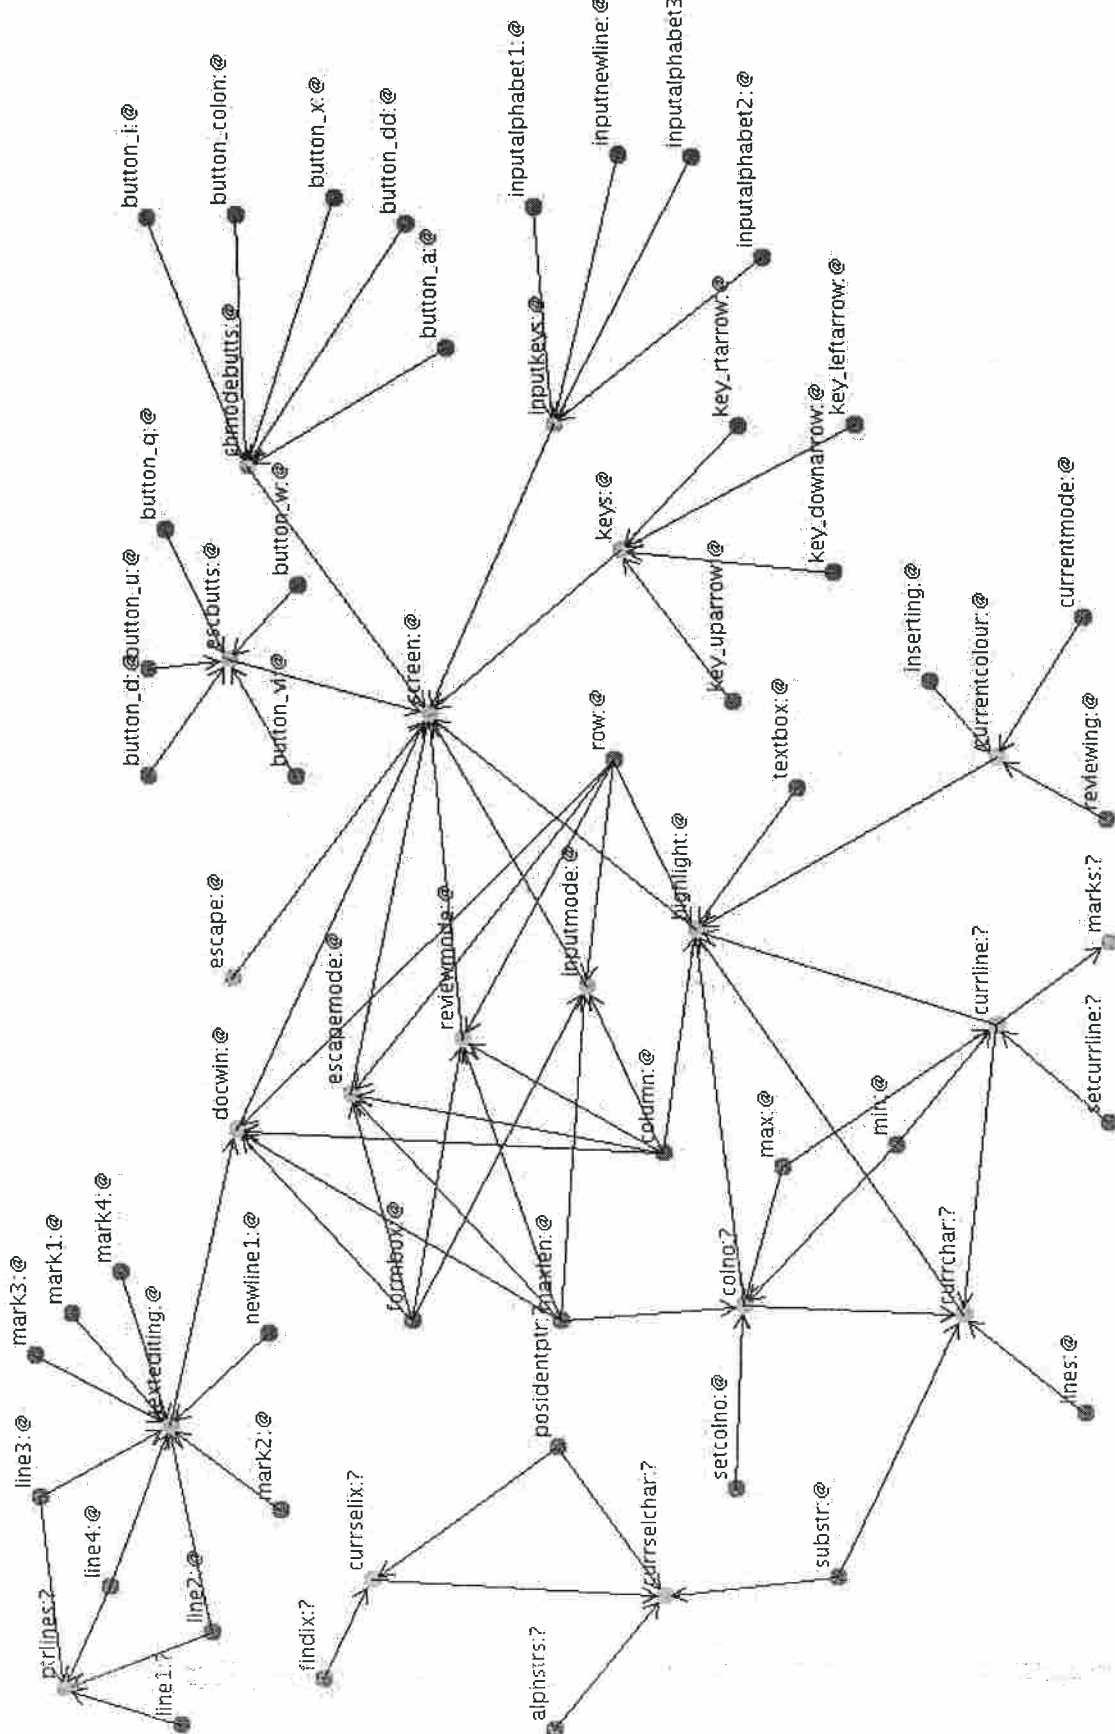 button_i:@
button_colon:@
button_x:@
button_dd:@
button_a:@
inputalphabet1:@
inputnewline:@
inputalphabet3
inputalphabet2:@
inputkeys:@
button_q:@
escbutts:@
button_w:@
button_u:@
button_d:
button_vi:@
screen:@
keys:@
key_rtarrow:@
key_leftarrow:@
key_downarrow:@
key_uparrow:@
row:@
textbox:@
inserting:@
currentcolour:@
currentmode:@
reviewing:@
escape:@
docwin:@
escapemode:@
reviewmode:@
inputmode:@
highlight:@
column:@
currline:?
marks:?
setcurrline:?
max:@
min:@
mark3:@
mark1:@
mark4:@
textediting:@
newline1:@
mark2:@
line3:@
line4:@
line2:@
ptrlines:?
line1:?
formbox:@
maxlen:@
posidentptr:?
colno:?
currchar:?
setcolno:@
lines:@
substr:@
currselix:?
currselchar:?
findix:?
alphstrs:?